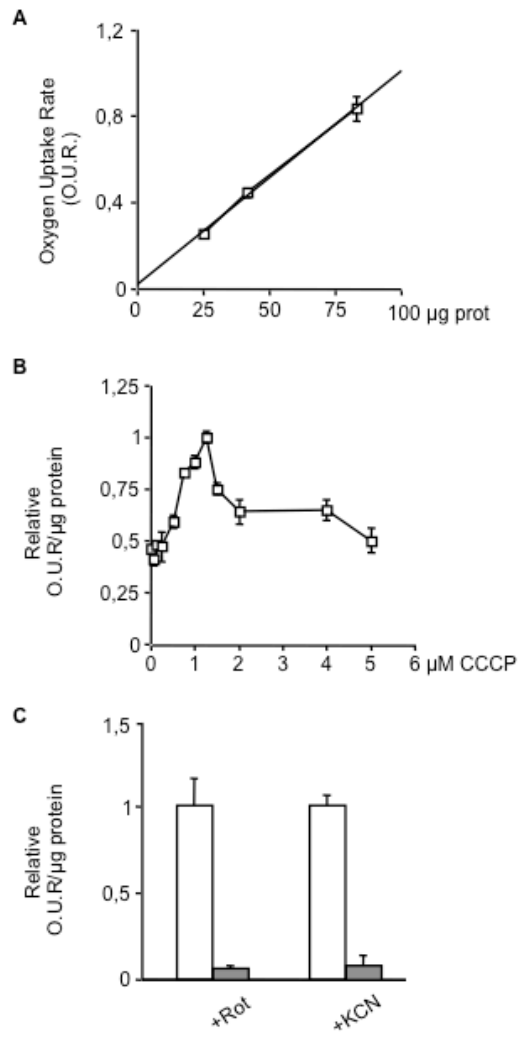 A
1,2
0,8
0,4
0
Oxygen Uptake Rate
(O.U.R.)
0 25 50 75 100 µg prot
B
1,25
1
0,75
0,5
0,25
0
Relative
O.U.R/µg protein
0 1 2 3 4 5 6 µM CCCP
C
1,5
1
0,5
0
Relative
O.U.R/µg protein
+Rot +KCN